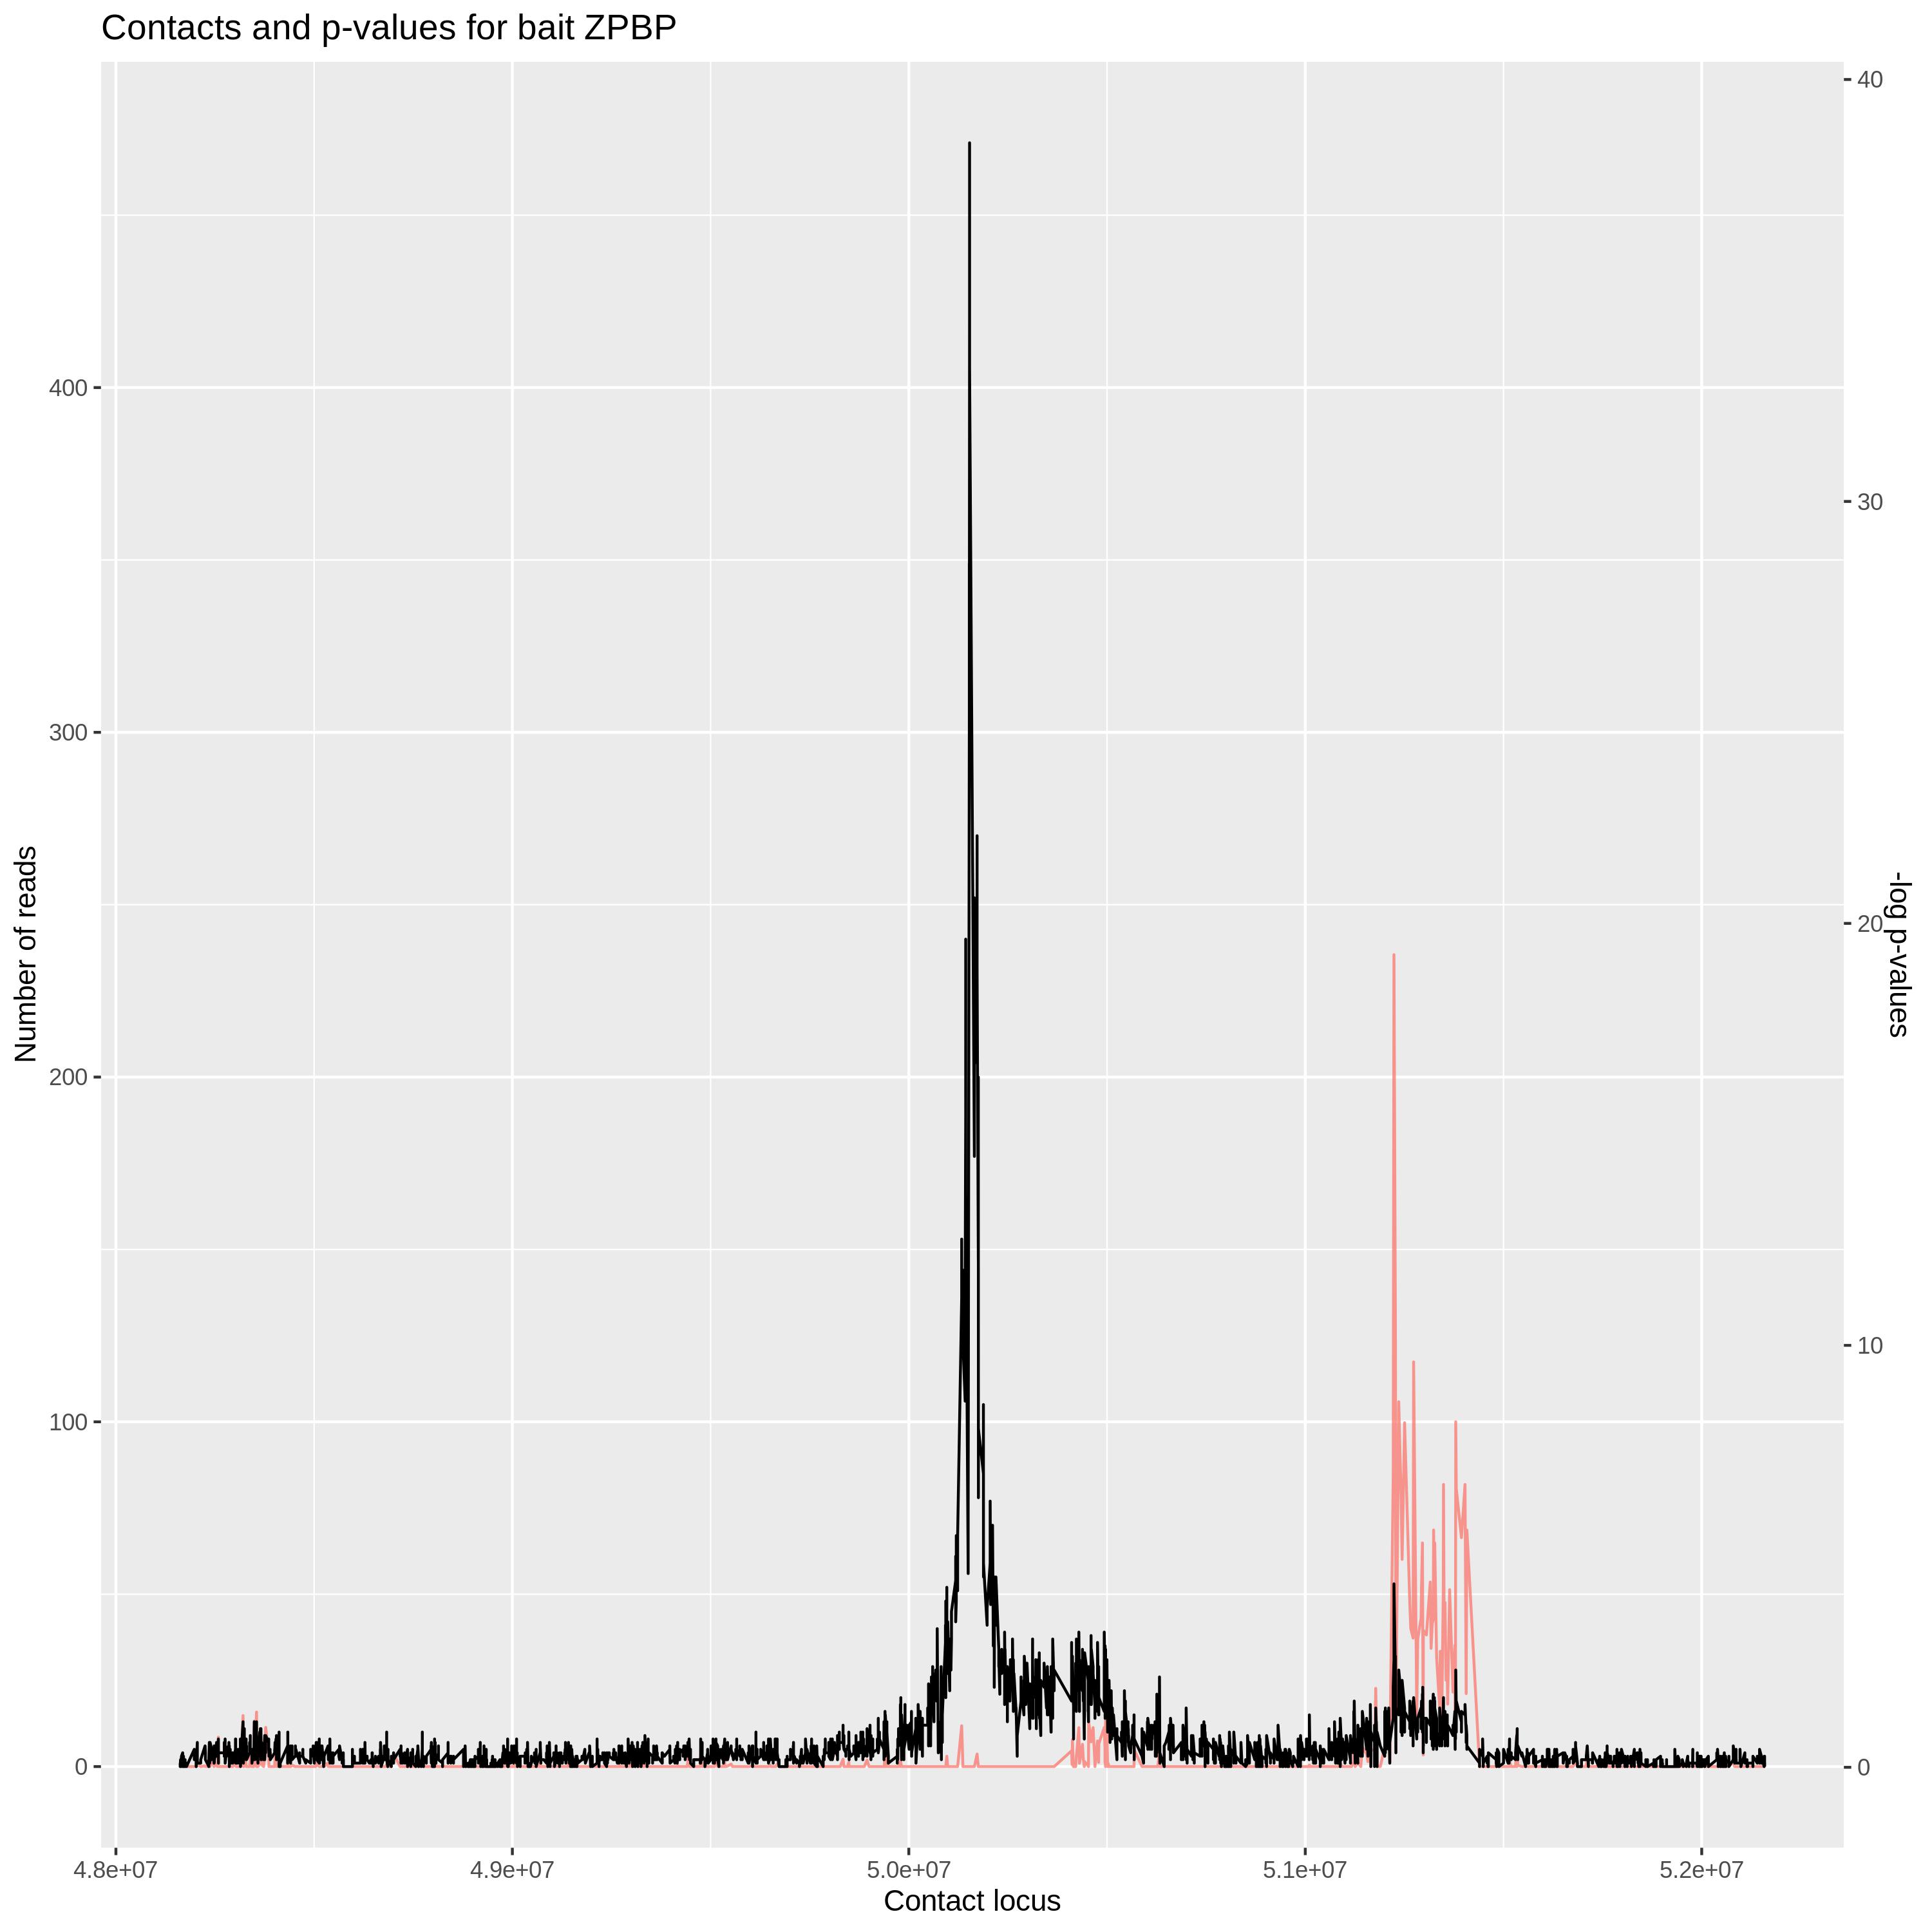 Contacts and p-values for bait ZPBP
40
30
20
10
0
-log p-values
400
300
200
100
0
Number of reads
4.8e+07 4.9e+07 5.0e+07 5.1e+07 5.2e+07
Contact locus